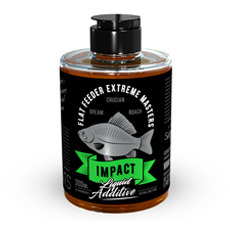 FLAT FEEDER EXTREME MASTERS
CRUCIAN
BREAM
ROACH
IMPACT
Liquid
Additive